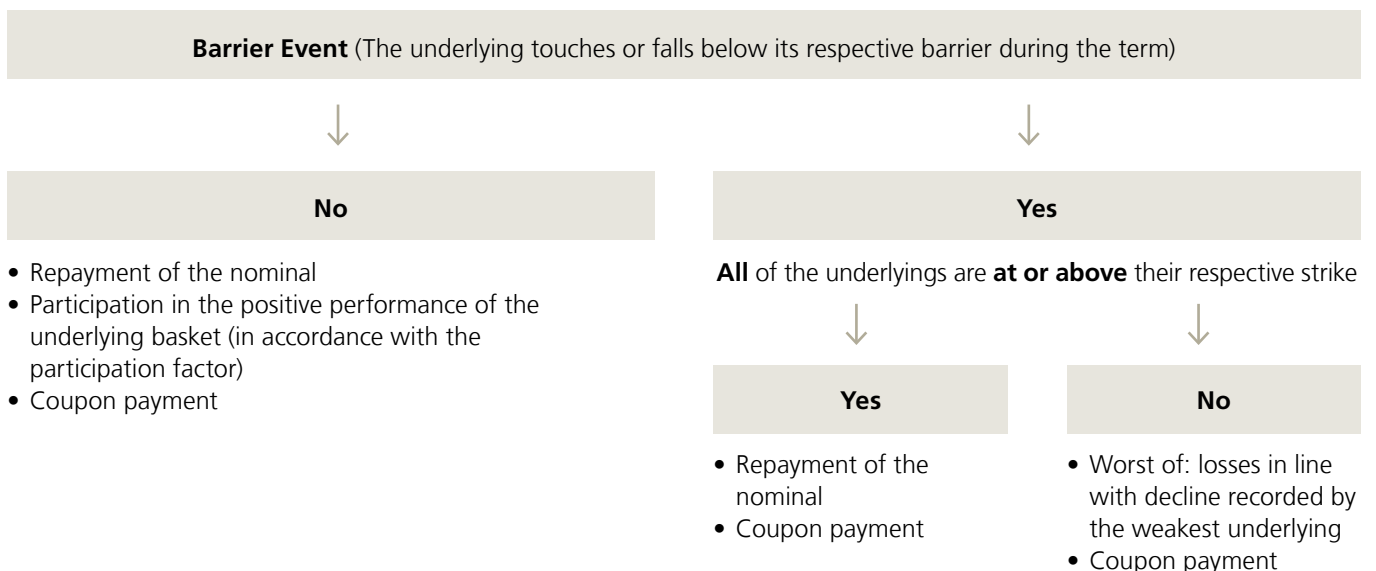 Barrier Event (The underlying touches or falls below its respective barrier during the term)
No
• Repayment of the nominal
• Participation in the positive performance of the
underlying basket (in accordance with the
participation factor)
• Coupon payment
Yes
All of the underlyings are at or above their respective strike
Yes
• Repayment of the
nominal
• Coupon payment
No
• Worst of: losses in line
with decline recorded by
the weakest underlying
• Coupon payment